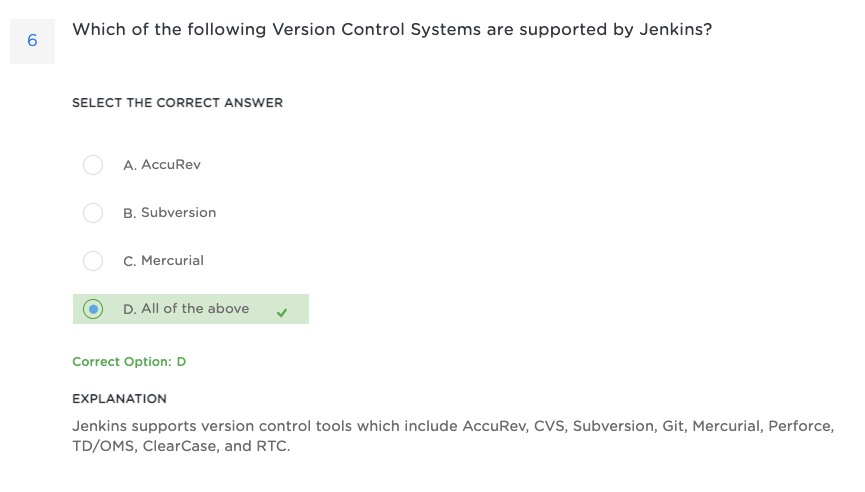 6
Which of the following Version Control Systems are supported by Jenkins?
SELECT THE CORRECT ANSWER
A. AccuRev
B. Subversion
C. Mercurial
D. All of the above
Correct Option: D
EXPLANATION
Jenkins supports version control tools which include AccuRev, CVS, Subversion, Git, Mercurial, Perforce,
TD/OMS, ClearCase, and RTC.